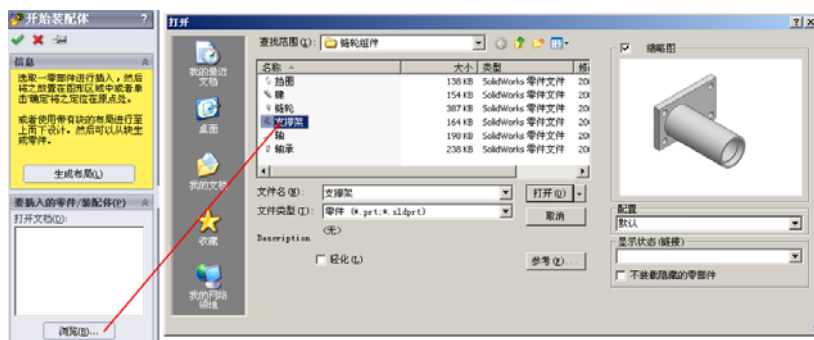 开始装配体 ?
信息
选取一零部件进行插入，然后
将之放置在图形区域中或者单
击'确定'将之定位在原点处。
或者使用带有块的布局进行至
上而下设计。然后可以从块生
成零件。
生成布局(L)
要插入的零件/装配体(P)
打开文档(D):
浏览(B)...
打开
查找范围(I): 链轮组件
我的最近
文档
桌面
我的文档
收藏
我的网络
邻居
名称 大小 类型 修
挡圈 138 KB SolidWorks 零件文件 20
键 154 KB SolidWorks 零件文件 20
链轮 387 KB SolidWorks 零件文件 20
支撑架 164 KB SolidWorks 零件文件 20
轴 190 KB SolidWorks 零件文件 20
轴承 238 KB SolidWorks 零件文件 20
文件名(N): 支撑架 打开(O)
文件类型(T): 零件 (*.prt;*.sldprt) 取消
Description (无)
轻化(L) 参考(F)...
缩略图
配置
默认
显示状态(链接)
不装载隐藏的零部件